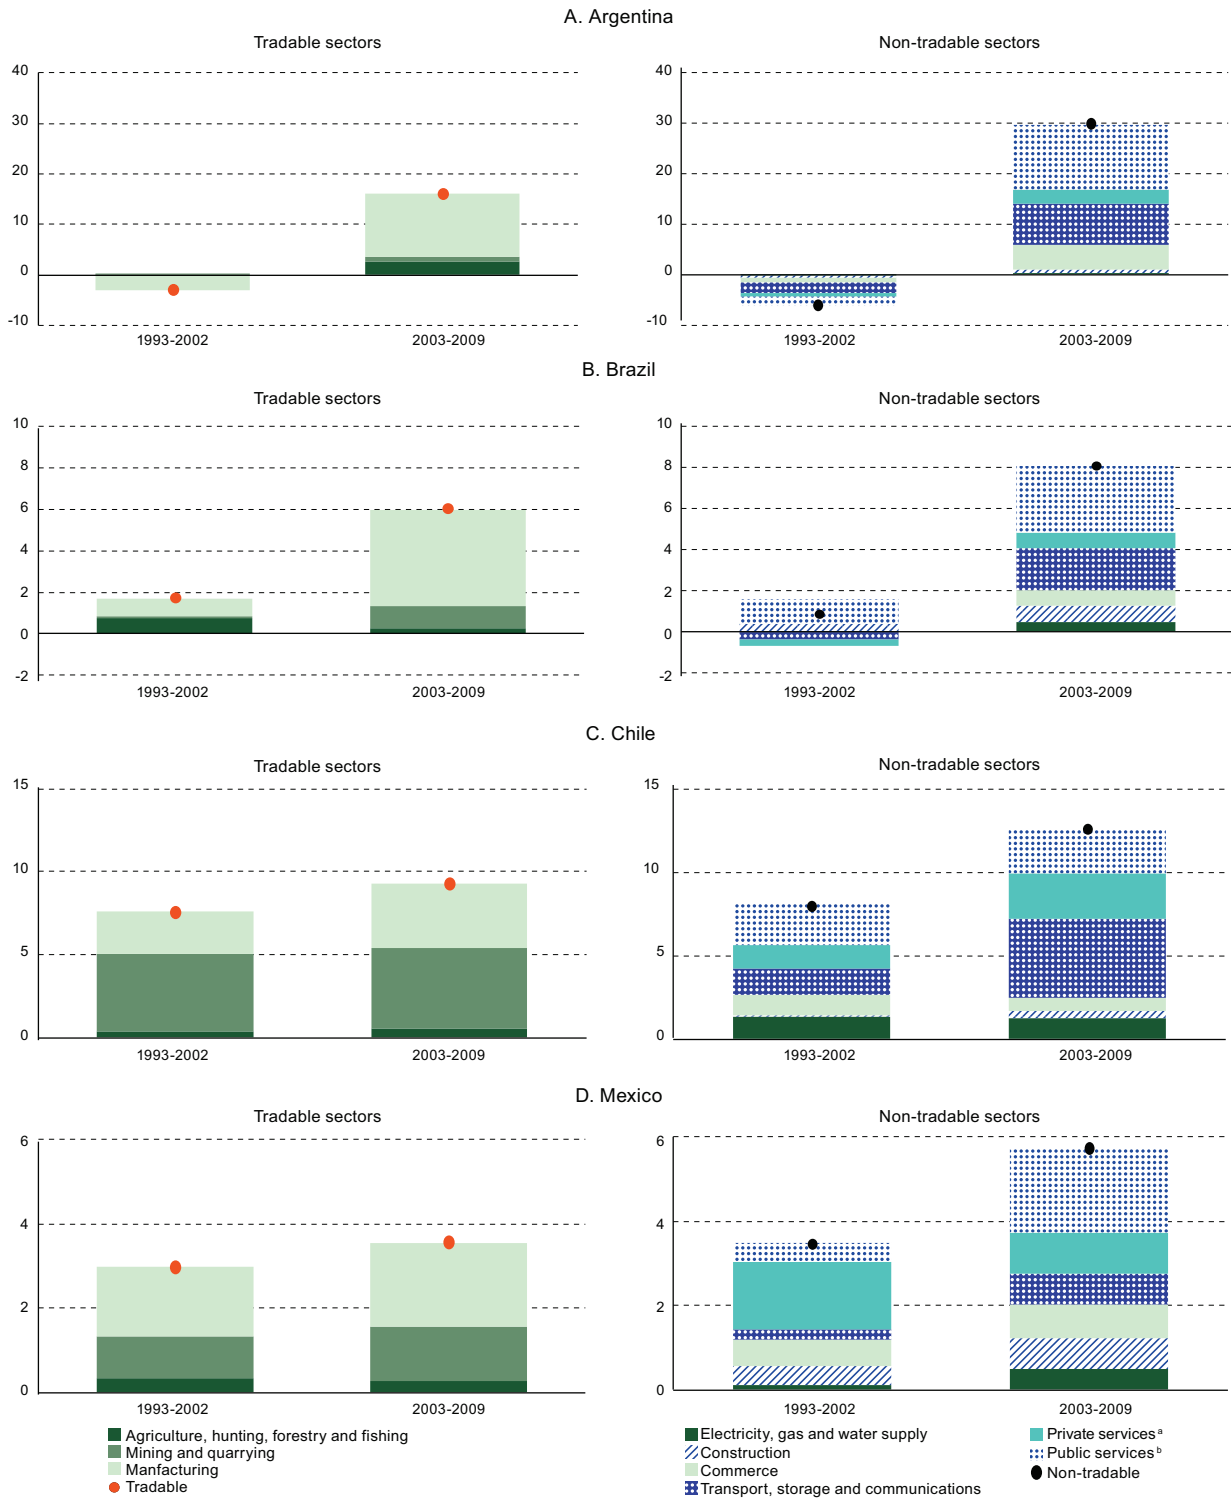 A. Argentina
Tradable sectors
40
30
20
10
0
-10
1993-2002
2003-2009
Non-tradable sectors
40
30
20
10
0
-10
1993-2002
2003-2009
B. Brazil
Tradable sectors
10
8
6
4
2
0
-2
1993-2002
2003-2009
Non-tradable sectors
10
8
6
4
2
0
-2
1993-2002
2003-2009
C. Chile
Tradable sectors
15
10
5
0
1993-2002
2003-2009
Non-tradable sectors
15
10
5
0
1993-2002
2003-2009
D. Mexico
Tradable sectors
6
4
2
0
1993-2002
2003-2009
Non-tradable sectors
6
4
2
0
1993-2002
2003-2009
Agriculture, hunting, forestry and fishing
Mining and quarrying
Manfacturing
Tradable
Electricity, gas and water supply
Construction
Commerce
Transport, storage and communications
Private services a
Public services b
Non-tradable